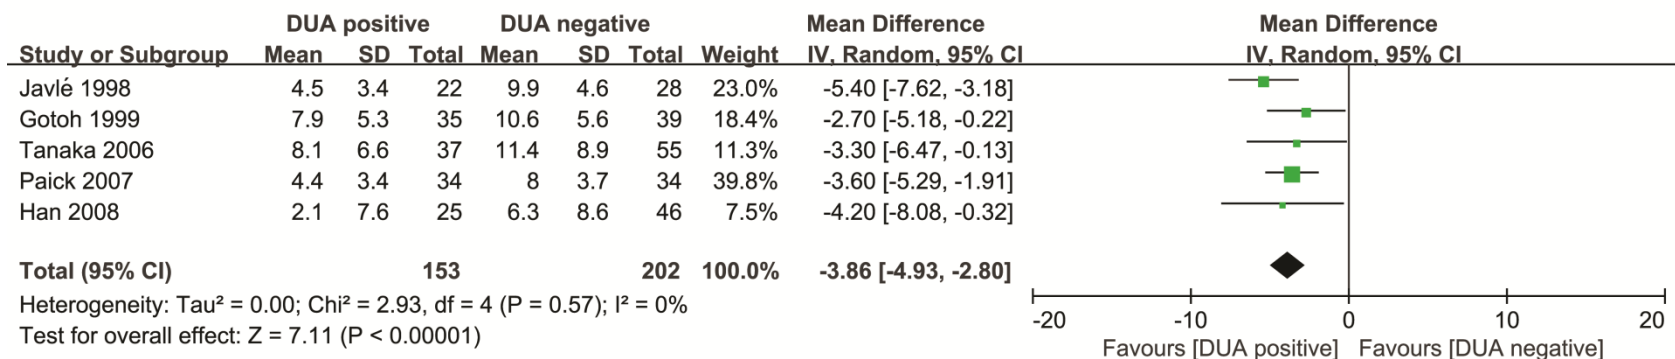 DUA positive DUA negative Mean Difference Mean Difference
Study or Subgroup Mean SD Total Mean SD Total Weight IV, Random, 95% CI IV, Random, 95% CI
Javlé 1998 4.5 3.4 22 9.9 4.6 28 23.0% -5.40 [-7.62, -3.18]
Gotoh 1999 7.9 5.3 35 10.6 5.6 39 18.4% -2.70 [-5.18, -0.22]
Tanaka 2006 8.1 6.6 37 11.4 8.9 55 11.3% -3.30 [-6.47, -0.13]
Paick 2007 4.4 3.4 34 8 3.7 34 39.8% -3.60 [-5.29, -1.91]
Han 2008 2.1 7.6 25 6.3 8.6 46 7.5% -4.20 [-8.08, -0.32]
Total (95% CI) 153 202 100.0% -3.86 [-4.93, -2.80]
Heterogeneity: Tau² = 0.00; Chi² = 2.93, df = 4 (P = 0.57); I² = 0%
Test for overall effect: Z = 7.11 (P < 0.00001)
-20 -10 0 10 20
Favours [DUA positive] Favours [DUA negative]